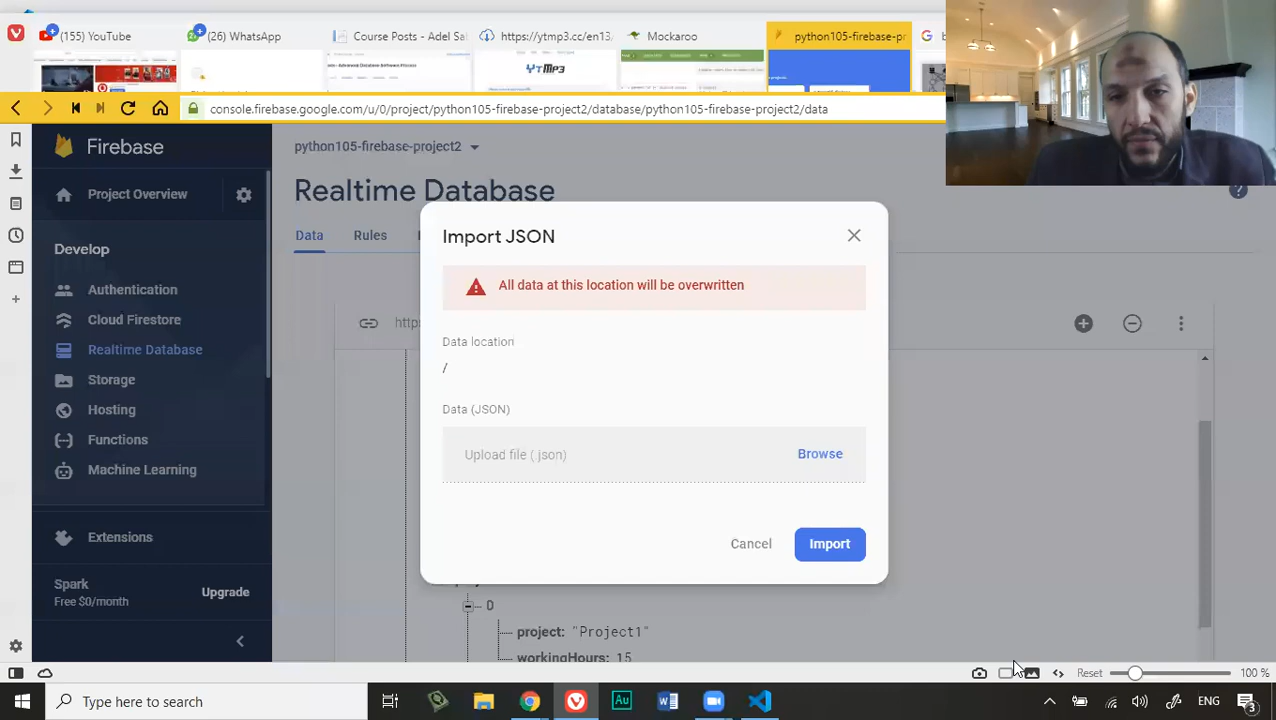 (155) YouTube
(26) WhatsApp
Course Posts - Adel Sal
https://ytmp3.cc/en13/
Mockaroo
python105-firebase-pr
YTMP3
console.firebase.google.com/u/0/project/python105-firebase-project2/database/python105-firebase-project2/data
Firebase
python105-firebase-project2
Project Overview
Realtime Database
Data
Rules
Develop
Authentication
Cloud Firestore
Realtime Database
Storage
Hosting
Functions
Machine Learning
Extensions
Spark
Free $0/month
Upgrade
http
Import JSON
All data at this location will be overwritten
Data location
/
Data (JSON)
Upload file (.json)
Browse
Cancel
Import
D
project: "Project1"
workingHours: 15
Reset
100 %
Type here to search
ENG